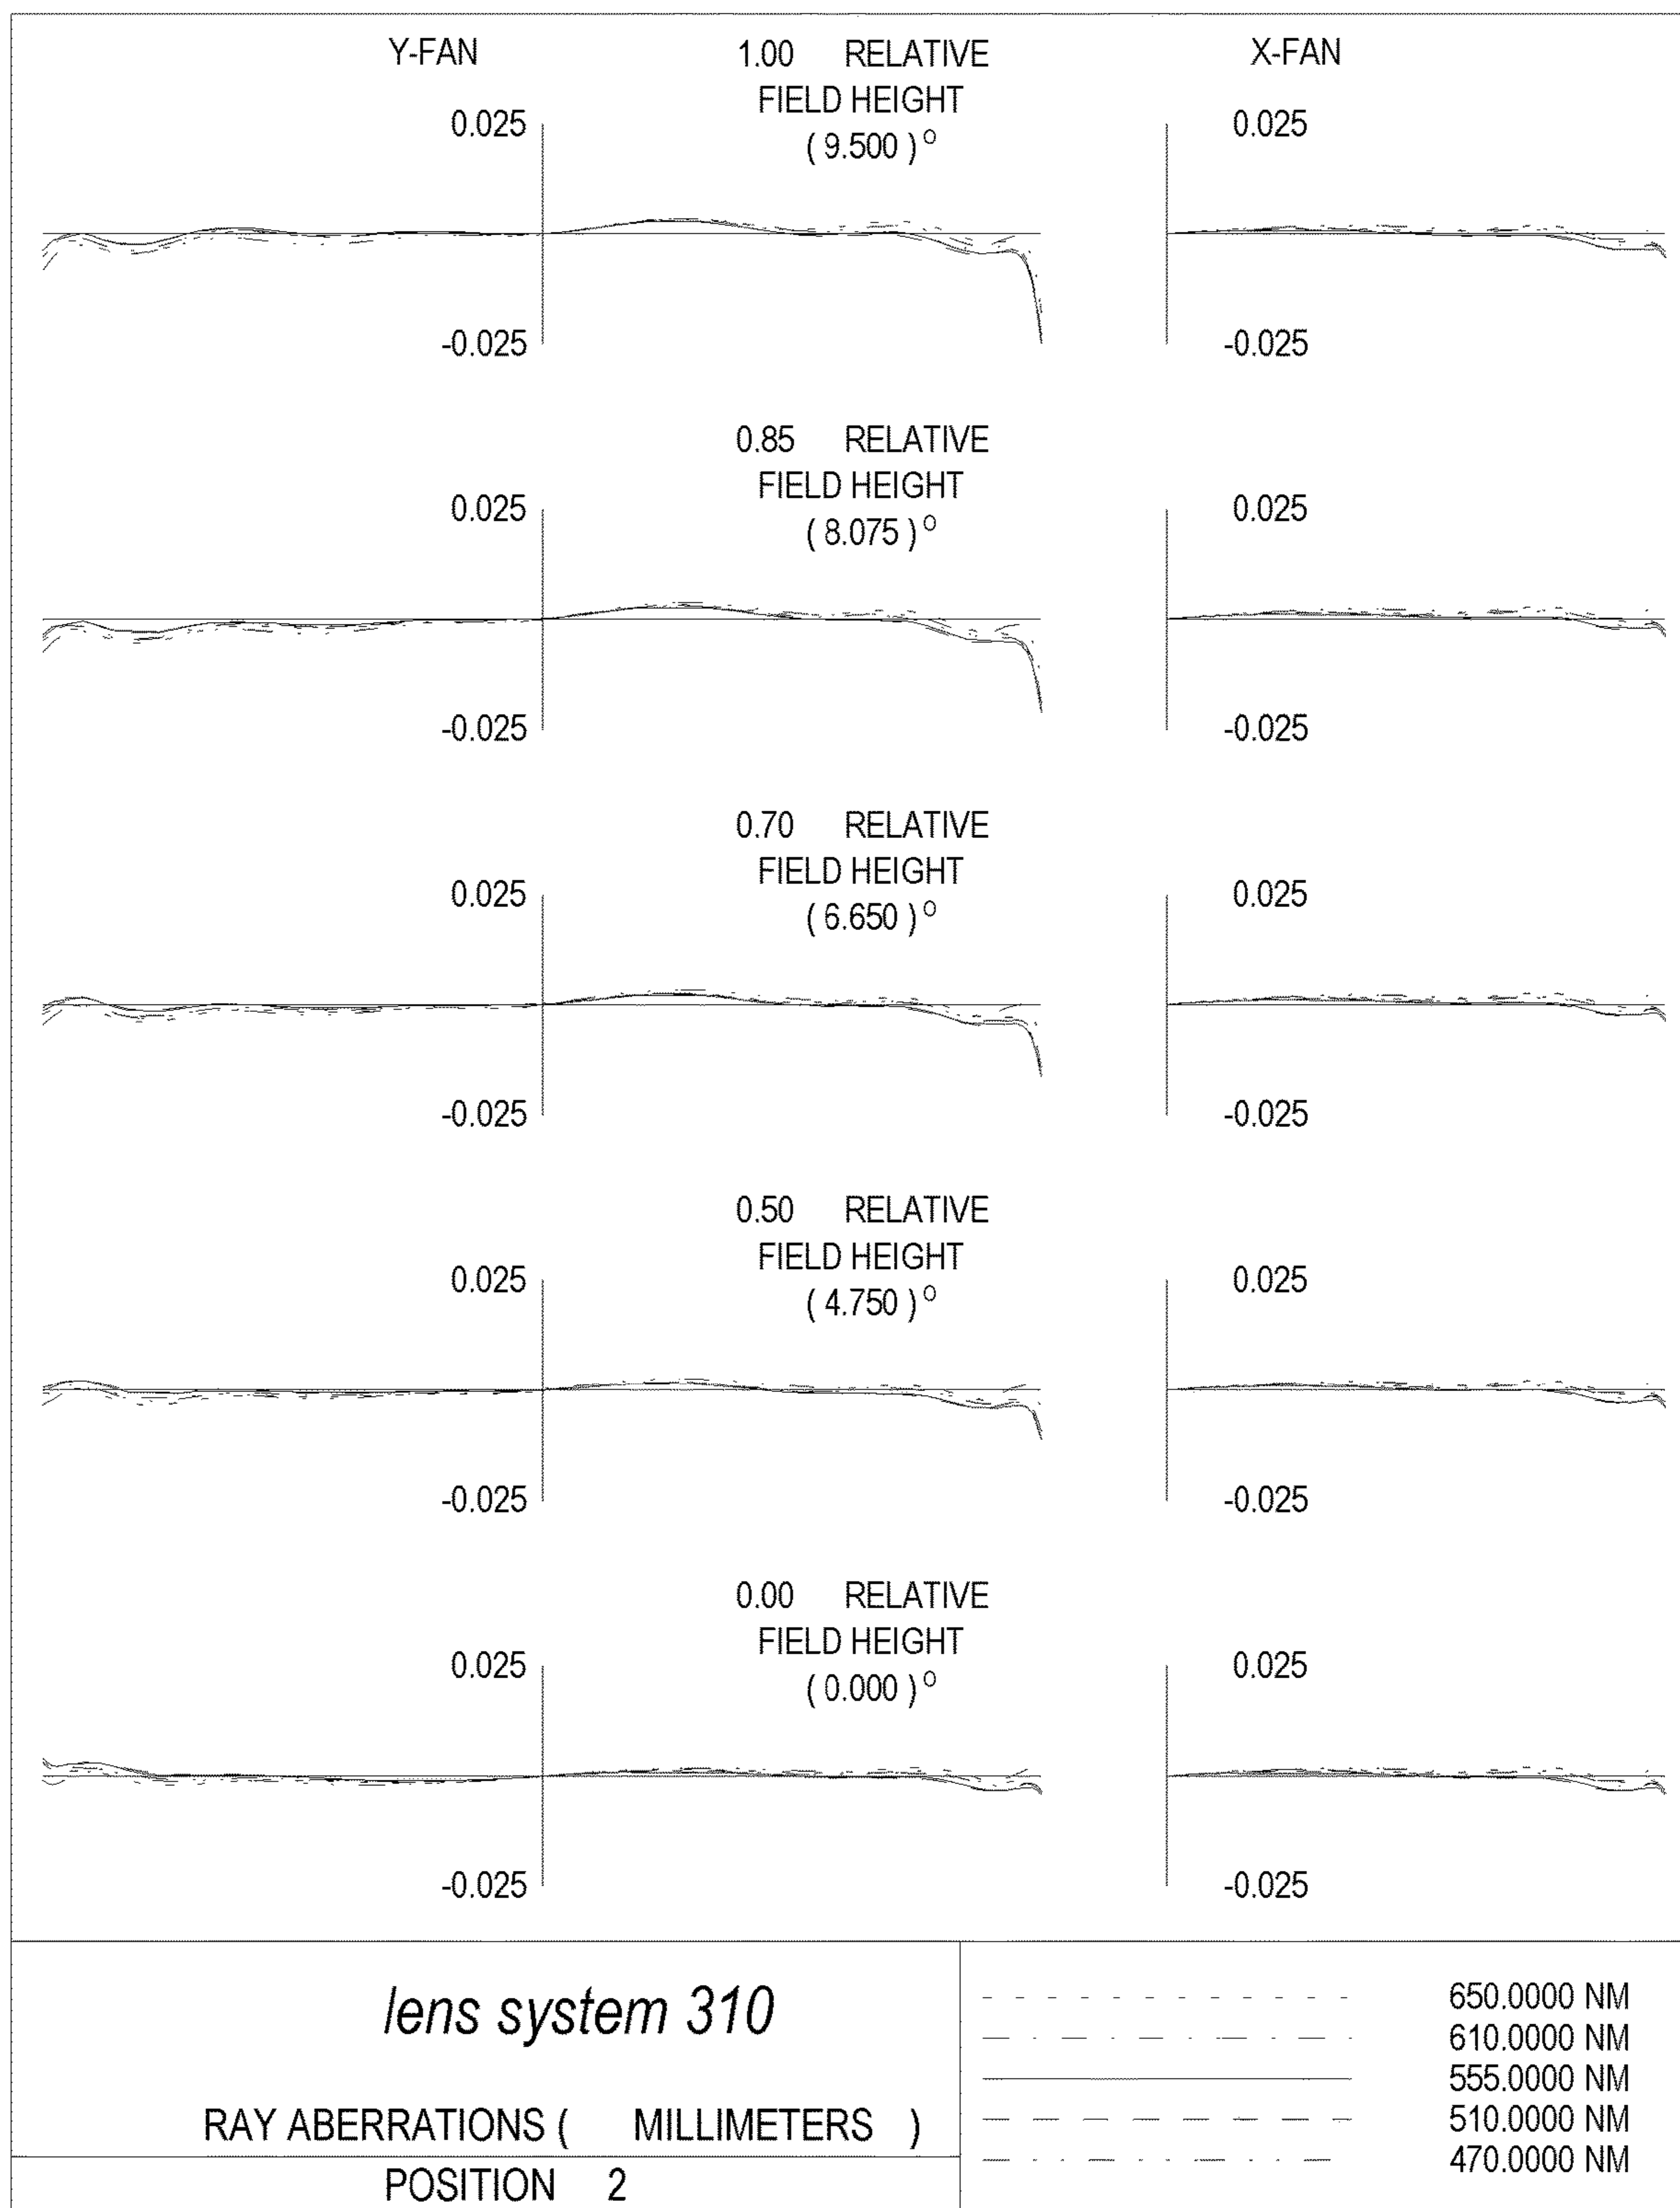 Y-FAN 1.00 RELATIVE X-FAN
FIELD HEIGHT
0.025 ( 9.500 )° 0.025
-0.025 -0.025
0.85 RELATIVE
FIELD HEIGHT
0.025 ( 8.075 )° 0.025
-0.025 -0.025
0.70 RELATIVE
FIELD HEIGHT
0.025 ( 6.650 )° 0.025
-0.025 -0.025
0.50 RELATIVE
FIELD HEIGHT
0.025 ( 4.750 )° 0.025
-0.025 -0.025
0.00 RELATIVE
FIELD HEIGHT
0.025 ( 0.000 )° 0.025
-0.025 -0.025
lens system 310
RAY ABERRATIONS ( MILLIMETERS )
POSITION 2
650.0000 NM
610.0000 NM
555.0000 NM
510.0000 NM
470.0000 NM